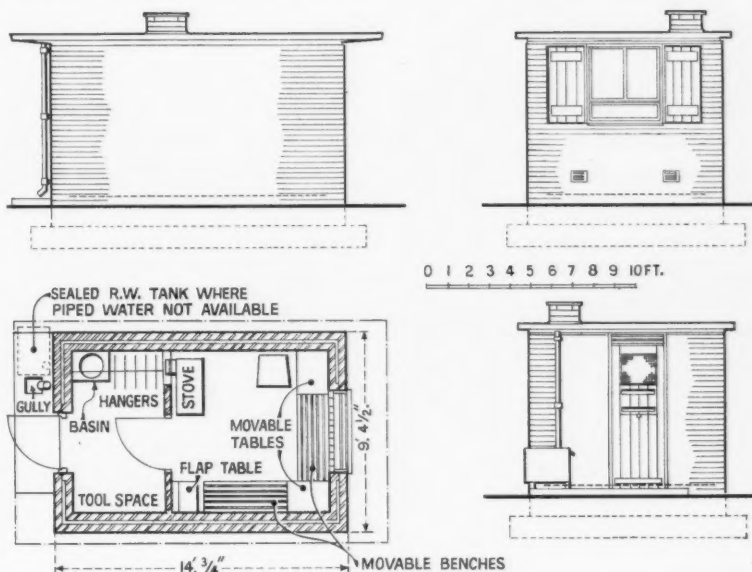 0 1 2 3 4 5 6 7 8 9 10 FT.
SEALED R.W. TANK WHERE
PIPED WATER NOT AVAILABLE
GULLY
BASIN
HANGERS
STOVE
MOVABLE
TABLES
FLAP TABLE
TOOL SPACE
9'. 4½".
14'. ¾"
MOVABLE BENCHES